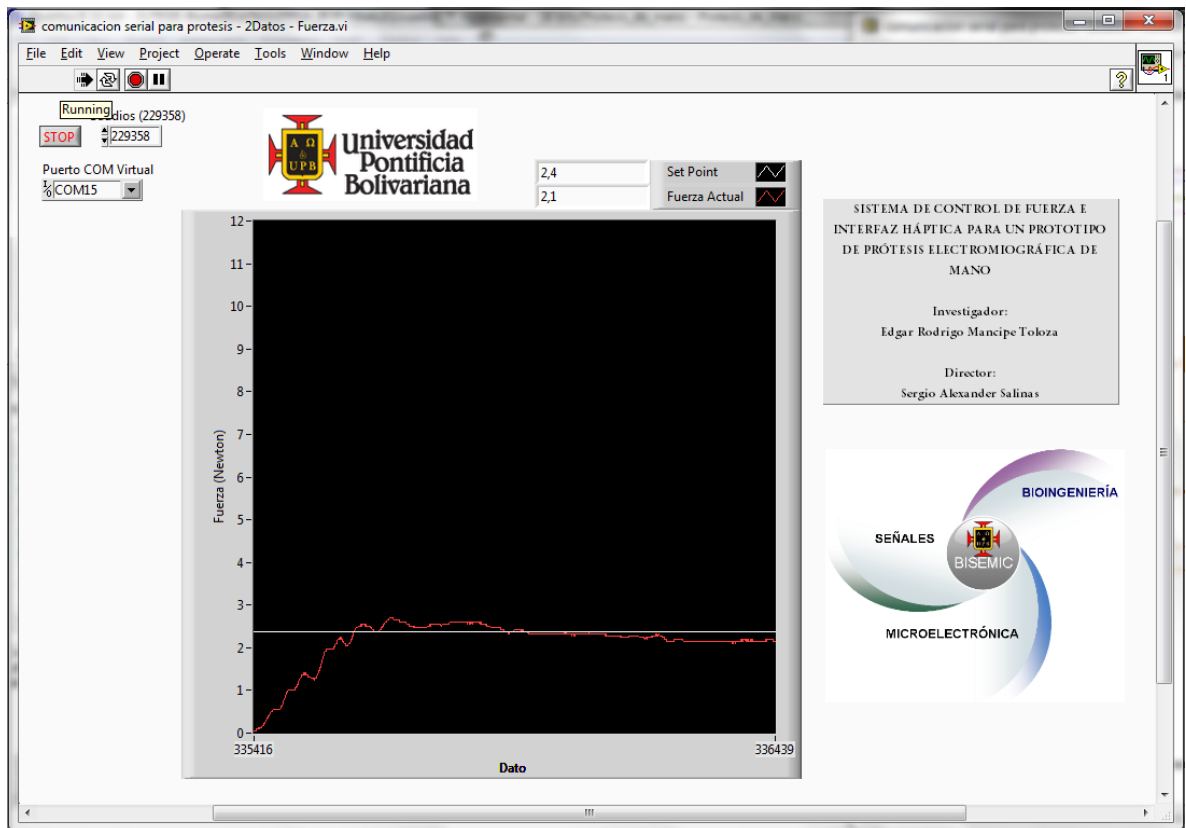 comunicacion serial para protesis - 2Datos - Fuerza.vi
File Edit View Project Operate Tools Window Help
1
Running
dios (229358)
STOP
229358
Puerto COM Virtual
COM15
Universidad
Pontificia
Bolivariana
Α Ω
&
UPB
2,4
Set Point
2,1
Fuerza Actual
12
11
10
9
8
7
6
5
4
3
2
1
0
Fuerza (Newton)
335416
336439
Dato
SISTEMA DE CONTROL DE FUERZA E
INTERFAZ HÁPTICA PARA UN PROTOTIPO
DE PRÓTESIS ELECTROMIOGRÁFICA DE
MANO
Investigador:
Edgar Rodrigo Mancipe Toloza
Director:
Sergio Alexander Salinas
BIOINGENIERÍA
SEÑALES
BISEMIC
MICROELECTRÓNICA